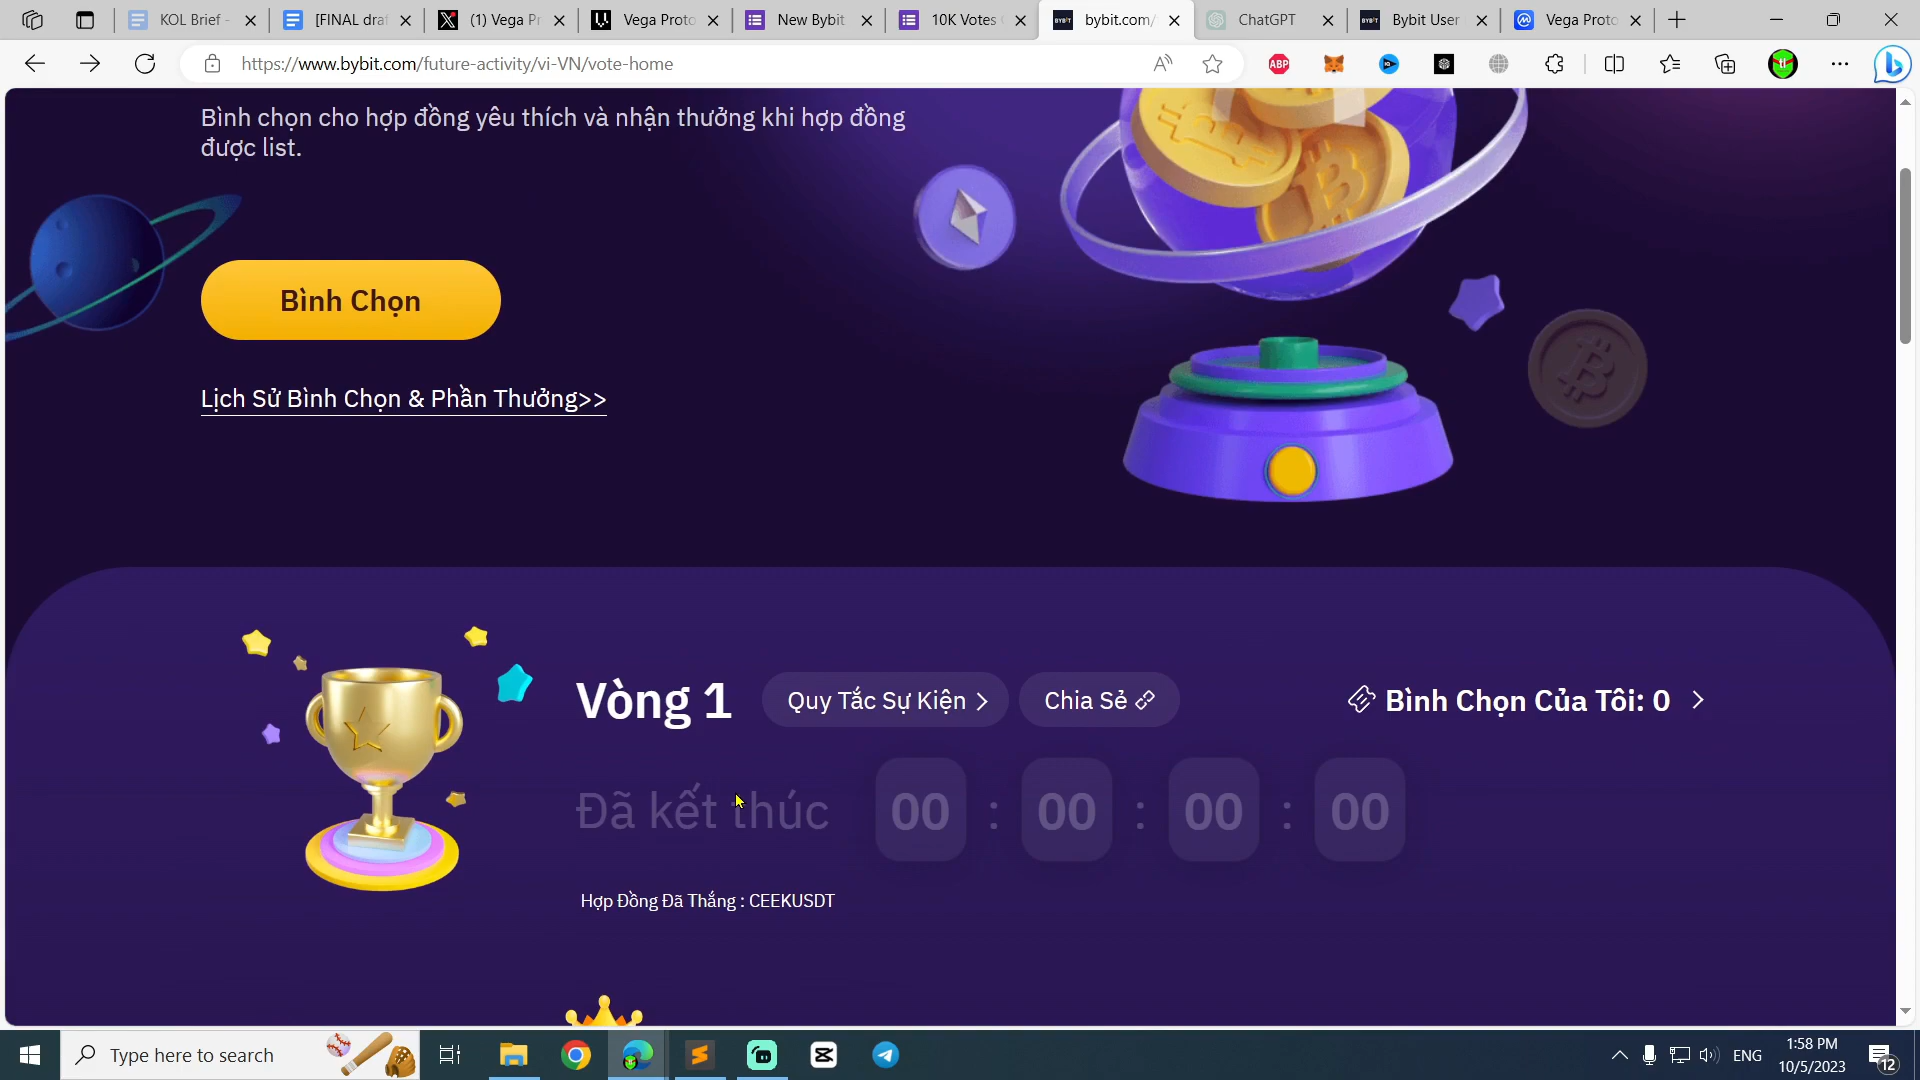 KOL Brief -
[FINAL draf
(1) Vega Pr
Vega Proto
New Bybit
10K Votes
bybit.com/
ChatGPT
Bybit User
Vega Proto
https://www.bybit.com/future-activity/vi-VN/vote-home
ABP
Bình chọn cho hợp đồng yêu thích và nhận thưởng khi hợp đồng
được list.
Bình Chọn
Lịch Sử Bình Chọn & Phần Thưởng>>
Vòng 1
Quy Tắc Sự Kiện >
Chia Sẻ
Bình Chọn Của Tôi: 0 >
Đã kết thúc
00 : 00 : 00 : 00
Hợp Đồng Đã Thắng : CEEKUSDT
Type here to search
ENG
1:58 PM
10/5/2023
12